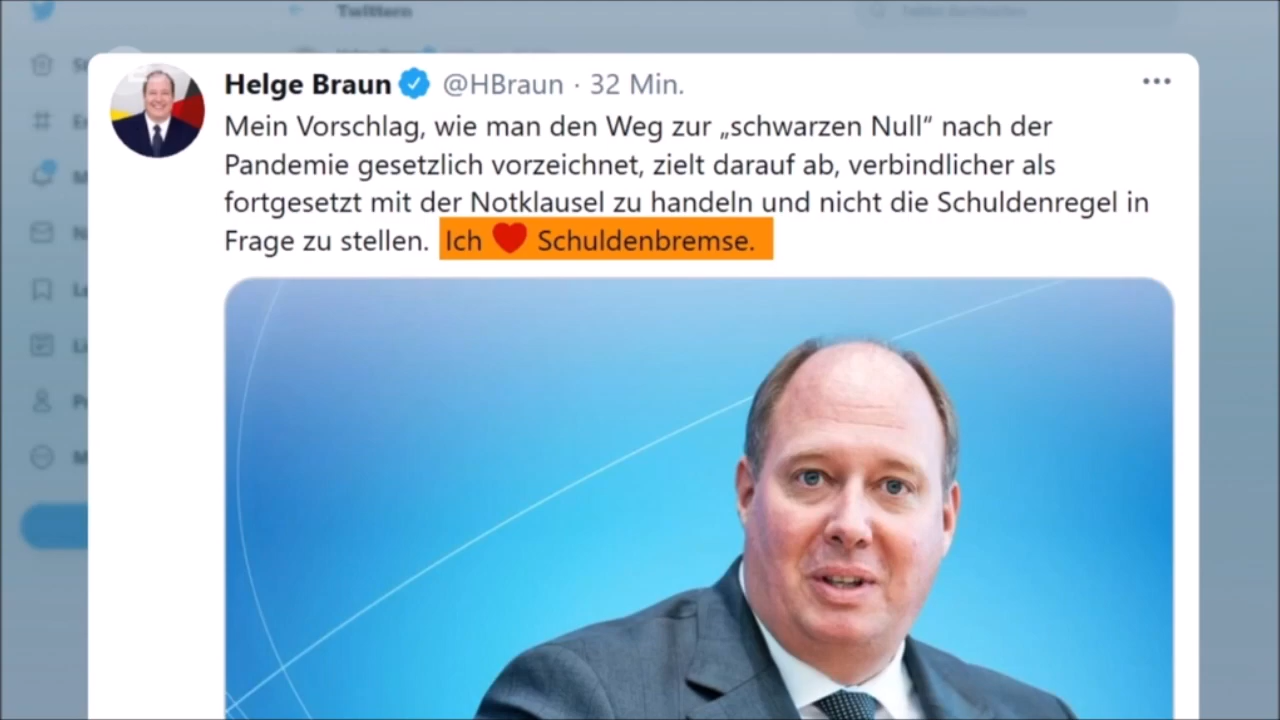 Twittern
Helge Braun @HBraun · 32 Min.
Mein Vorschlag, wie man den Weg zur „schwarzen Null“ nach der
Pandemie gesetzlich vorzeichnet, zielt darauf ab, verbindlicher als
fortgesetzt mit der Notklausel zu handeln und nicht die Schuldenregel in
Frage zu stellen. Ich ❤ Schuldenbremse.